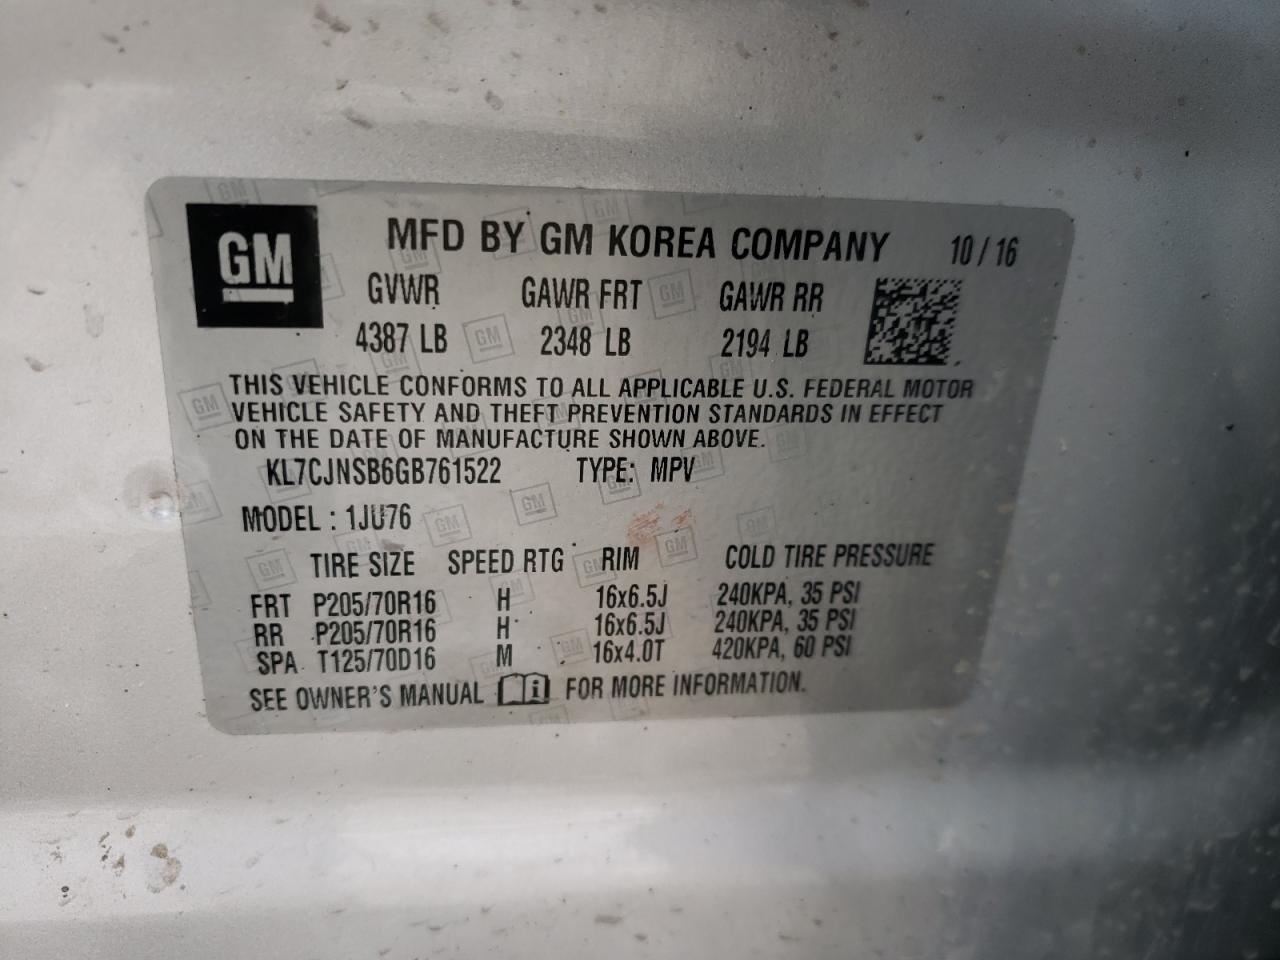 GM
MFD BY GM KOREA COMPANY 10/16
GVWR GAWR FRT GAWR RR
4387 LB 2348 LB 2194 LB
THIS VEHICLE CONFORMS TO ALL APPLICABLE U.S. FEDERAL MOTOR
VEHICLE SAFETY AND THEFT PREVENTION STANDARDS IN EFFECT
ON THE DATE OF MANUFACTURE SHOWN ABOVE.
KL7CJNSB6GB761522 TYPE: MPV
MODEL : 1JU76
TIRE SIZE SPEED RTG RIM COLD TIRE PRESSURE
FRT P205/70R16 H 16x6.5J 240KPA, 35 PSI
RR P205/70R16 H 16x6.5J 240KPA, 35 PSI
SPA T125/70D16 M 16x4.0T 420KPA, 60 PSI
SEE OWNER'S MANUAL i FOR MORE INFORMATION.